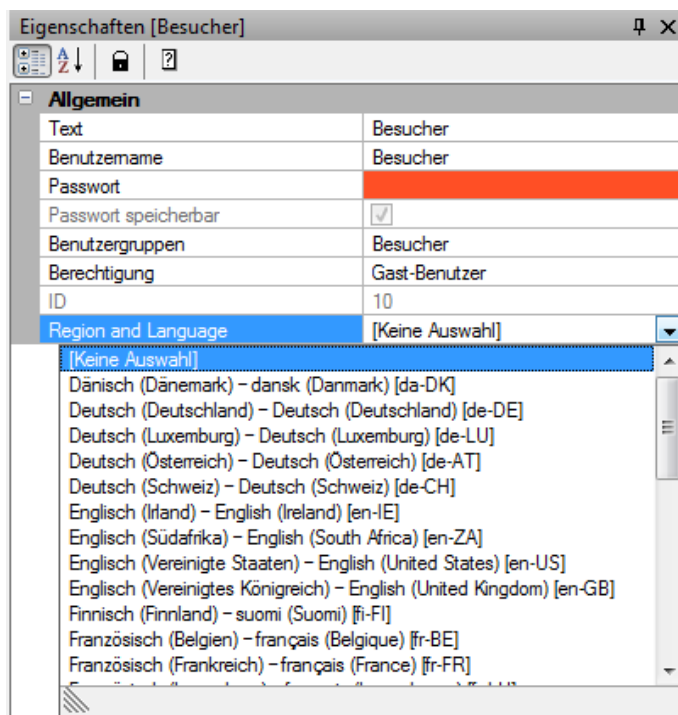 Eigenschaften [Besucher]
Allgemein
Text Besucher
Benutzername Besucher
Passwort
Passwort speicherbar
Benutzergruppen Besucher
Berechtigung Gast-Benutzer
ID 10
Region and Language [Keine Auswahl]
[Keine Auswahl]
Dänisch (Dänemark) – dansk (Danmark) [da-DK]
Deutsch (Deutschland) – Deutsch (Deutschland) [de-DE]
Deutsch (Luxemburg) – Deutsch (Luxemburg) [de-LU]
Deutsch (Österreich) – Deutsch (Österreich) [de-AT]
Deutsch (Schweiz) – Deutsch (Schweiz) [de-CH]
Englisch (Irland) – English (Ireland) [en-IE]
Englisch (Südafrika) – English (South Africa) [en-ZA]
Englisch (Vereinigte Staaten) – English (United States) [en-US]
Englisch (Vereinigtes Königreich) – English (United Kingdom) [en-GB]
Finnisch (Finnland) – suomi (Suomi) [fi-FI]
Französisch (Belgien) – français (Belgique) [fr-BE]
Französisch (Frankreich) – français (France) [fr-FR]